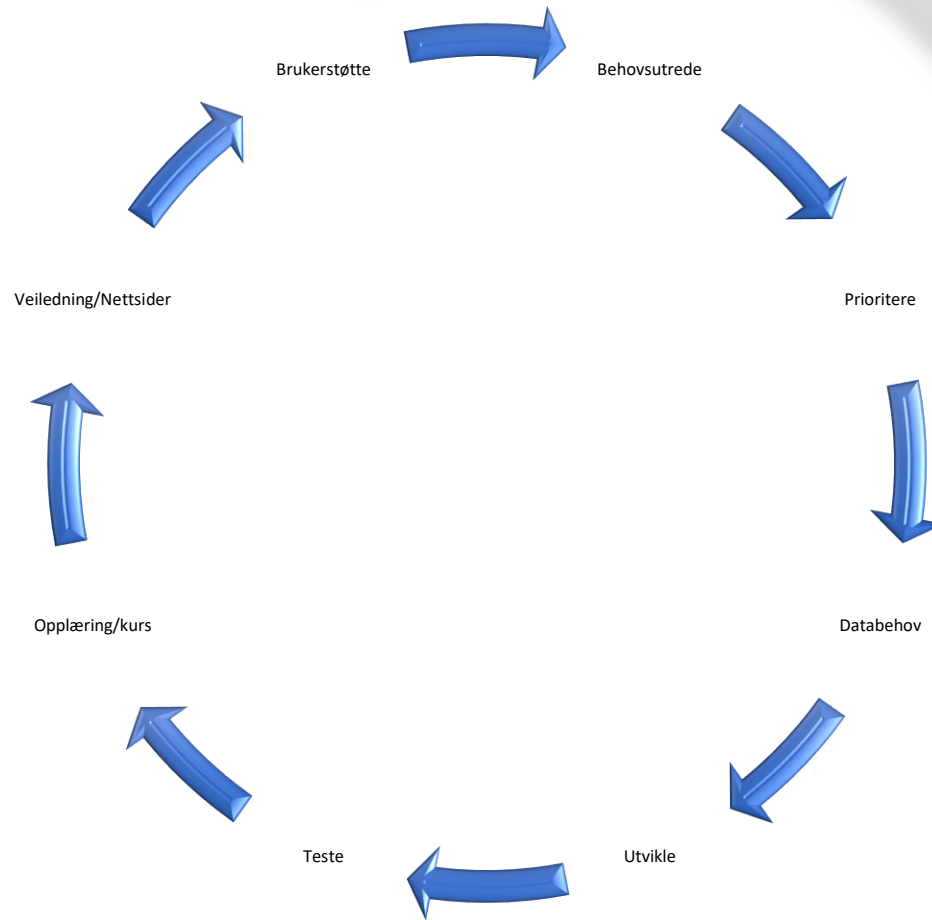 Brukerstøtte
Behovsutrede
Prioritere
Databehov
Utvikle
Teste
Opplæring/kurs
Veiledning/Nettsider